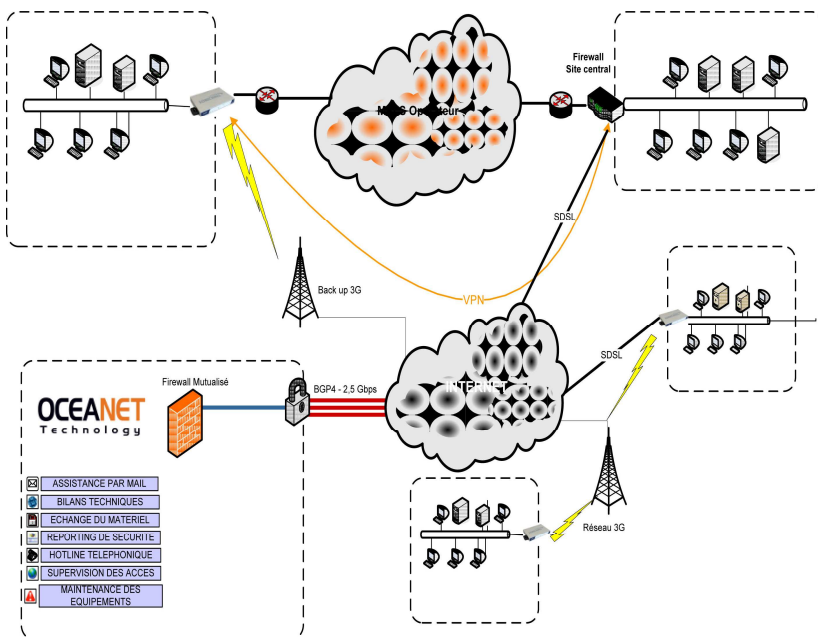 Firewall
Site central
SDSL
Back up 3G
VPN
SDSL
INTERNET
Firewall Mutualisé
BGP4 - 2,5 Gbps
OCEANET
Technology
ASSISTANCE PAR MAIL
BILANS TECHNIQUES
ECHANGE DU MATERIEL
REPORTING DE SECURITE
HOTLINE TELEPHONIQUE
SUPERVISION DES ACCES
MAINTENANCE DES
EQUIPEMENTS
Réseau 3G